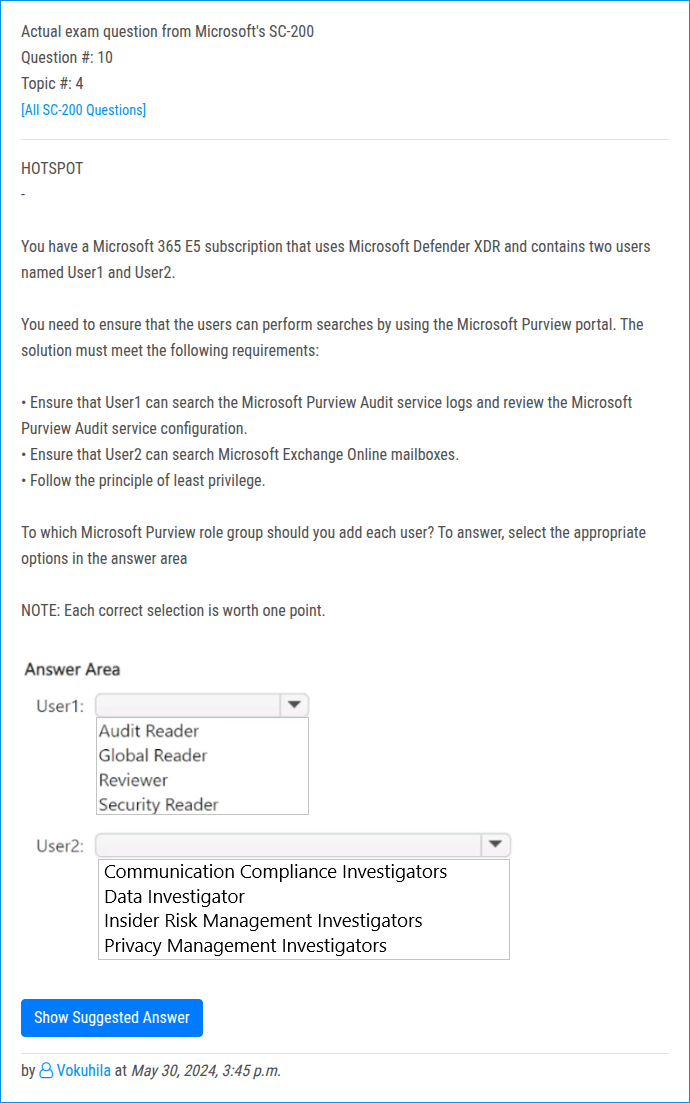 Actual exam question from Microsoft's SC-200
Question #: 10
Topic #: 4
[All SC-200 Questions]
HOTSPOT
-
You have a Microsoft 365 E5 subscription that uses Microsoft Defender XDR and contains two users
named User1 and User2.
You need to ensure that the users can perform searches by using the Microsoft Purview portal. The
solution must meet the following requirements:
• Ensure that User1 can search the Microsoft Purview Audit service logs and review the Microsoft
Purview Audit service configuration.
• Ensure that User2 can search Microsoft Exchange Online mailboxes.
• Follow the principle of least privilege.
To which Microsoft Purview role group should you add each user? To answer, select the appropriate
options in the answer area
NOTE: Each correct selection is worth one point.
Answer Area
User1:
Audit Reader
Global Reader
Reviewer
Security Reader
User2:
Communication Compliance Investigators
Data Investigator
Insider Risk Management Investigators
Privacy Management Investigators
Show Suggested Answer
by Vokuhila at May 30, 2024, 3:45 p.m.